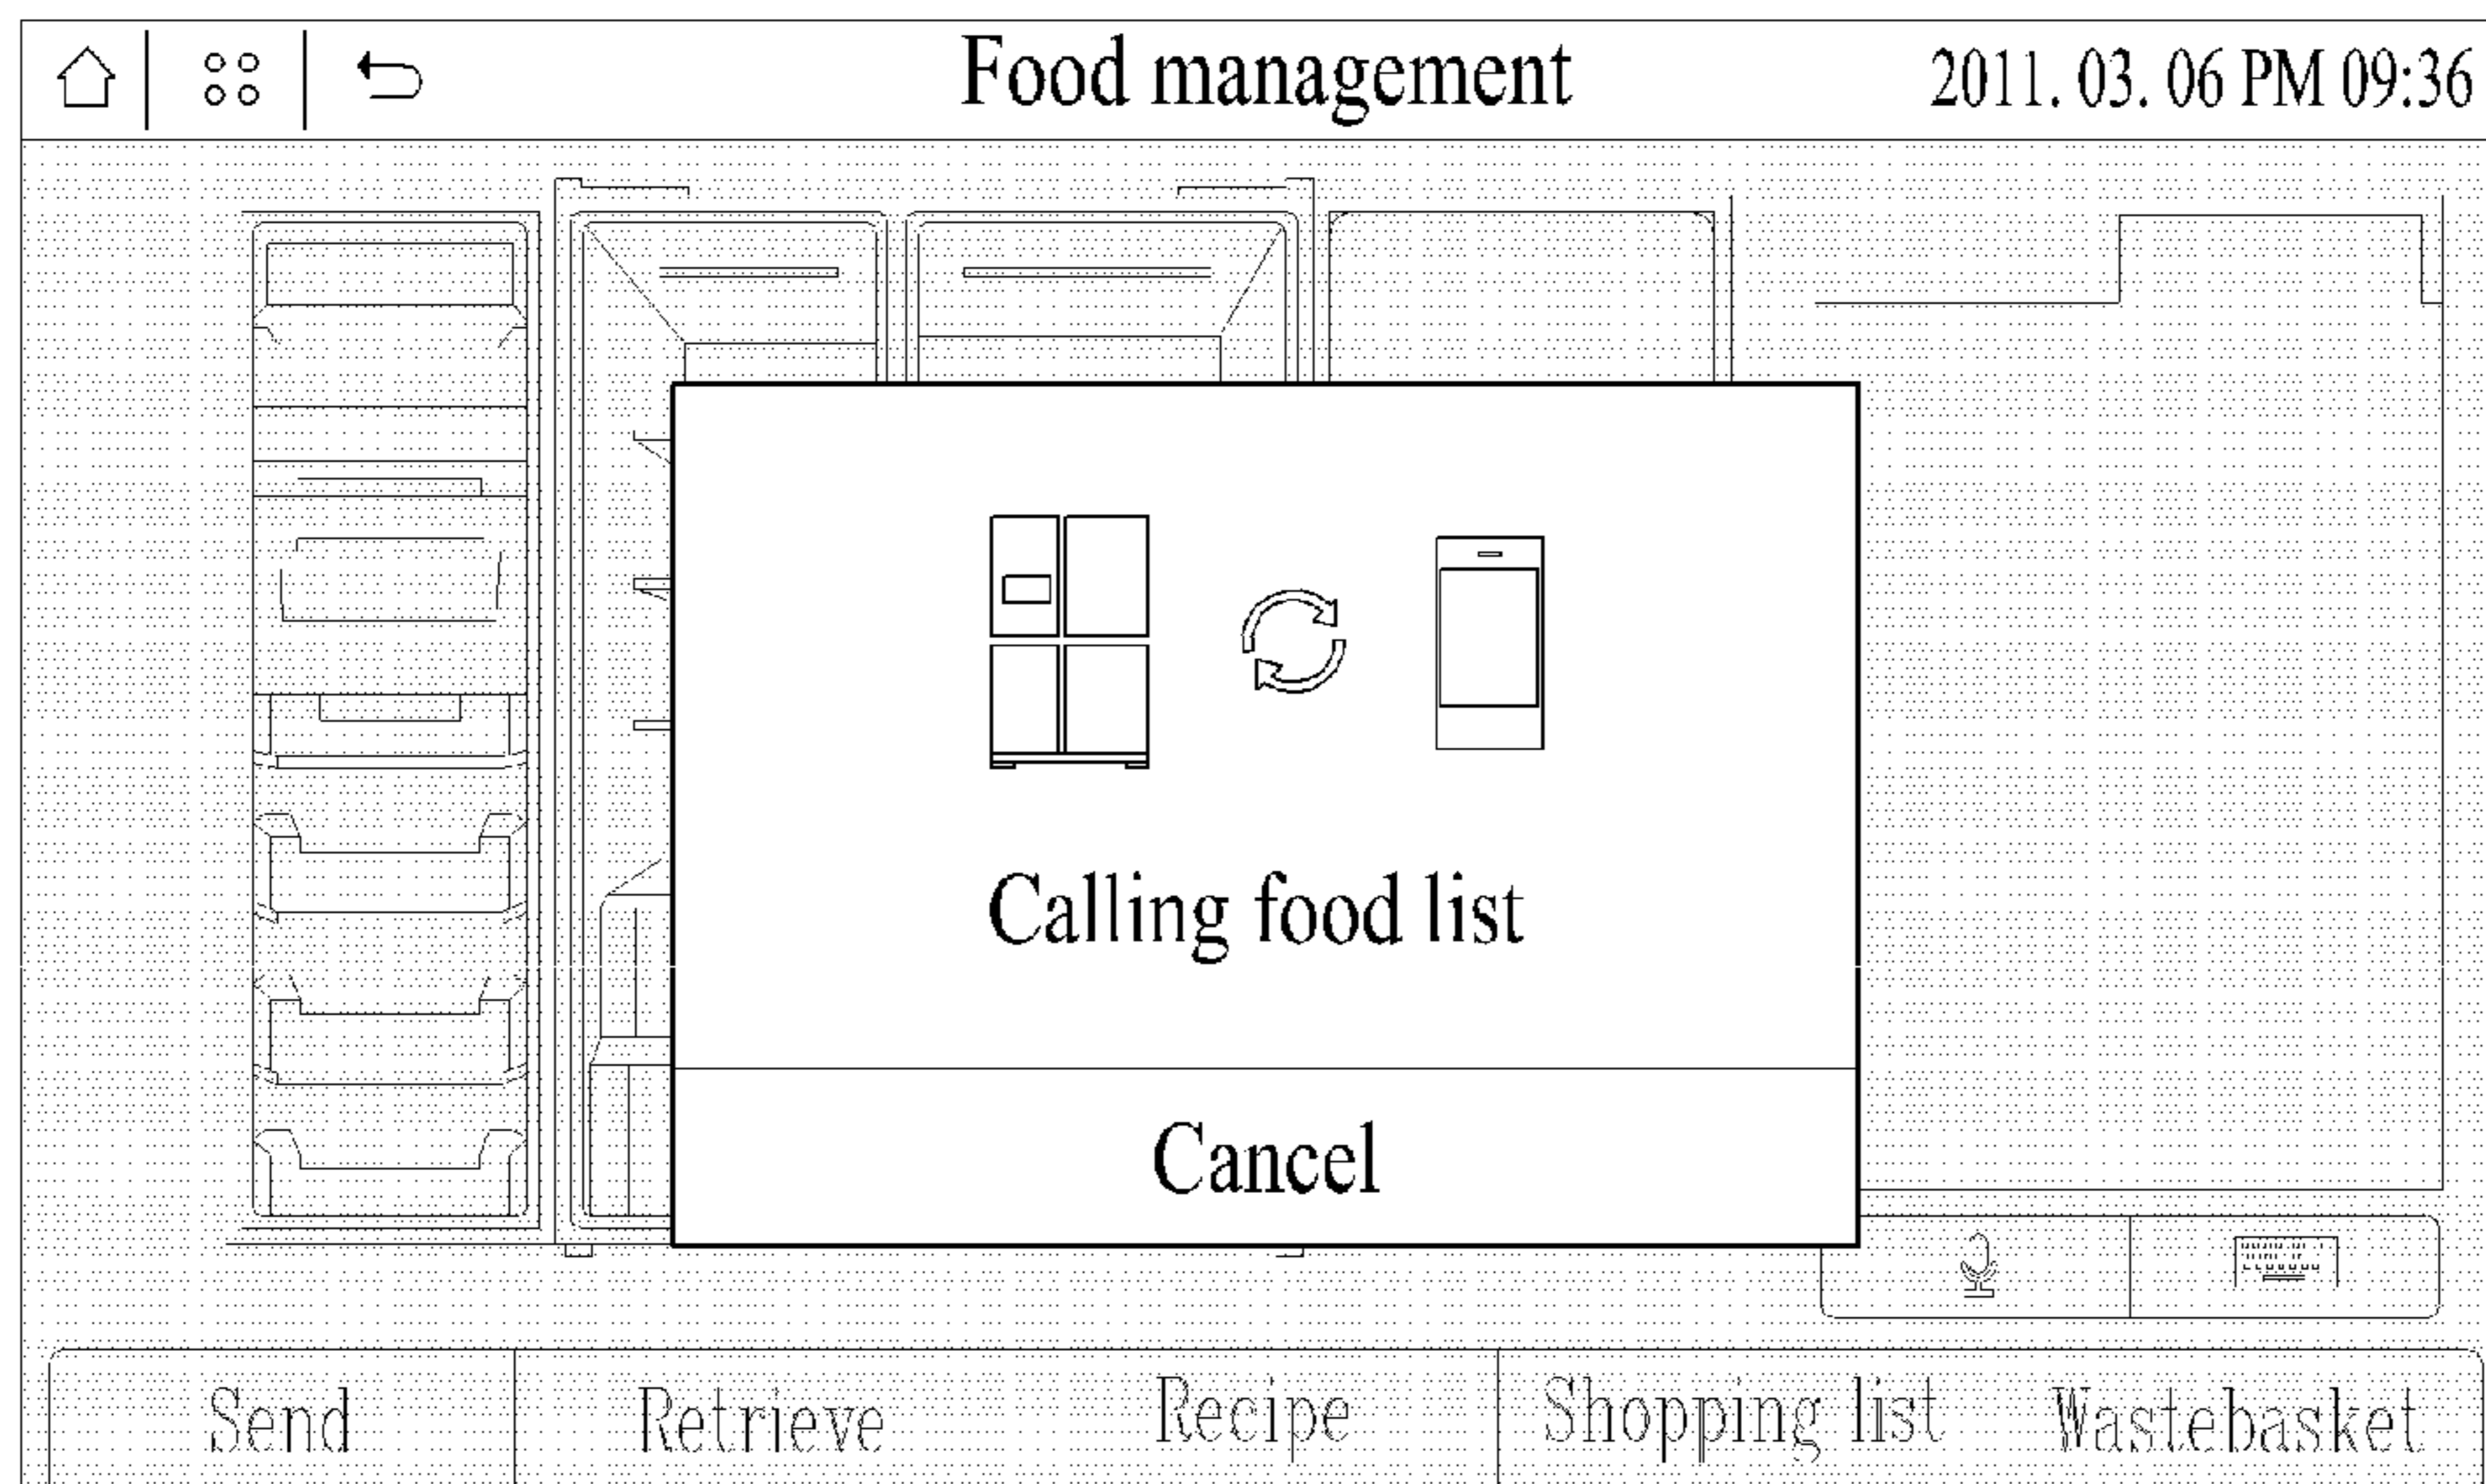 Food management
2011. 03. 06 PM 09:36
Calling food list
Cancel
Send
Retrieve
Recipe
Shopping list
Wastebasket